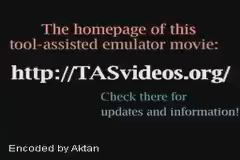 The homepage of this
tool-assisted emulator movie:
http://TASvideos.org/
Check there for
updates and information!
Encoded by Aktan